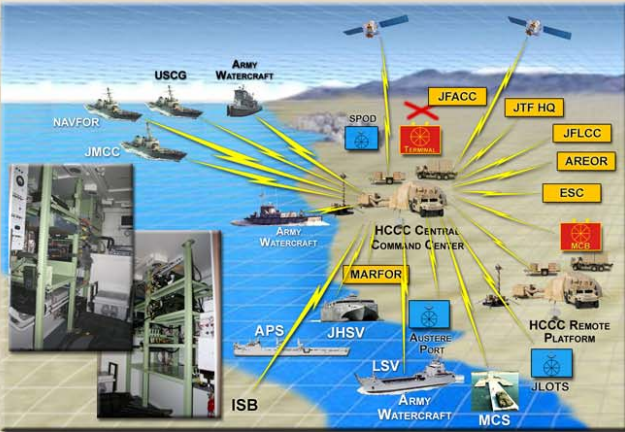 ARMY
WATERCRAFT
USCG
NAVFOR
JMCC
SPOD
TERMINAL
JFACC
JTF HQ
JFLCC
AREOR
ESC
MCB
ARMY
WATERCRAFT
HCCC CENTRAL
COMMAND CENTER
MARFOR
HCCC REMOTE
PLATFORM
APS
JHSV
AUSTERE
PORT
LSV
ARMY
WATERCRAFT
ISB
MCS
JLOTS